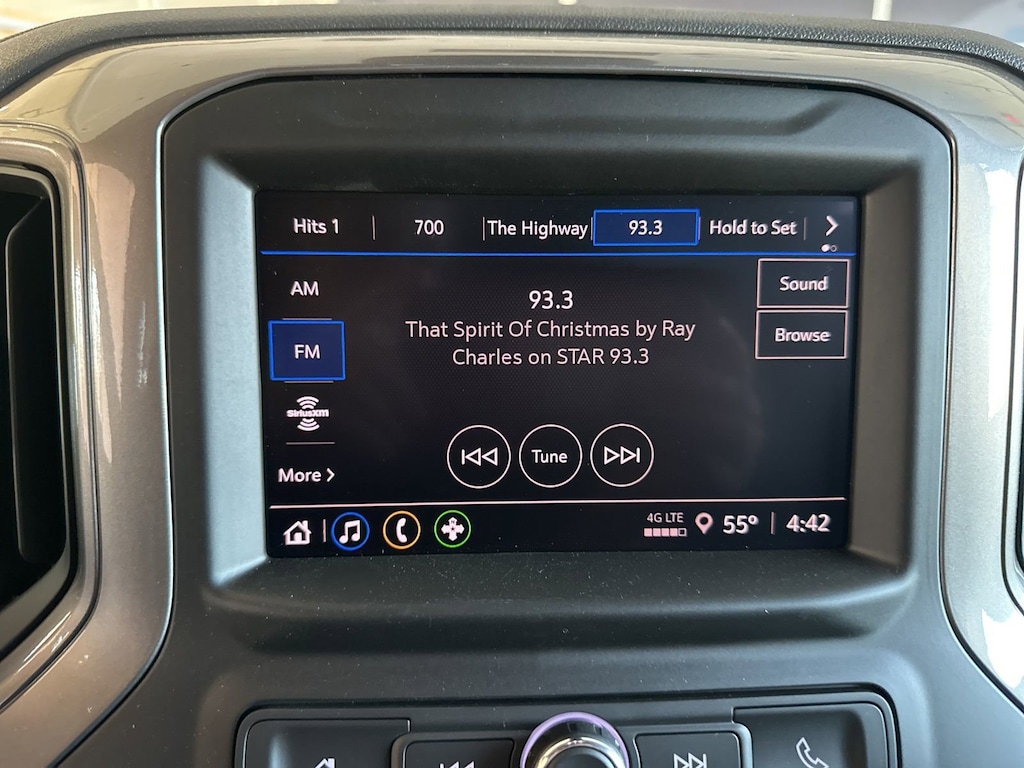 Hits 1 700 The Highway 93.3 Hold to Set
AM
Sound
93.3
That Spirit Of Christmas by Ray
Charles on STAR 93.3
FM
Browse
SiriusXM
Tune
More
4G LTE 55° 4:42